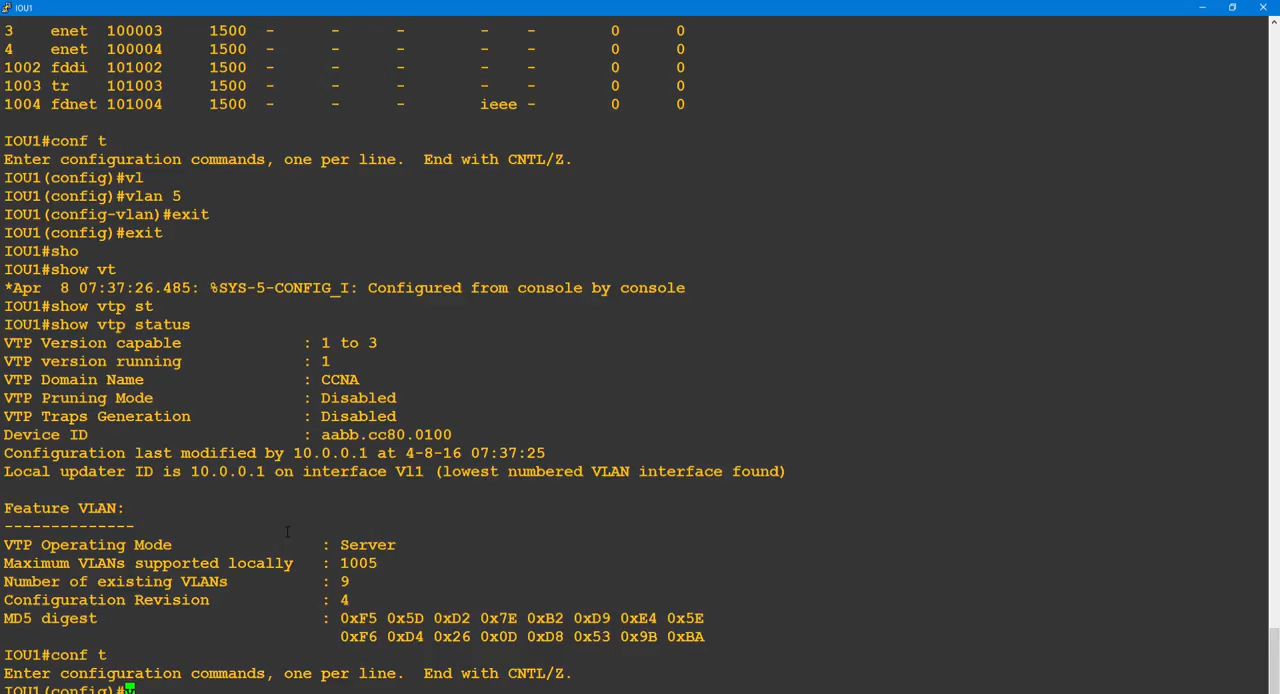 IOU1
3    enet  100003     1500  -      -      -        -    -        0      0
4    enet  100004     1500  -      -      -        -    -        0      0
1002 fddi  101002     1500  -      -      -        -    -        0      0
1003 tr    101003     1500  -      -      -        -    -        0      0
1004 fdnet 101004     1500  -      -      -        ieee -        0      0
IOU1#conf t
Enter configuration commands, one per line.  End with CNTL/Z.
IOU1(config)#vl
IOU1(config)#vlan 5
IOU1(config-vlan)#exit
IOU1(config)#exit
IOU1#sho
IOU1#show vt
*Apr  8 07:37:26.485: %SYS-5-CONFIG_I: Configured from console by console
IOU1#show vtp st
IOU1#show vtp status
VTP Version capable             : 1 to 3
VTP version running             : 1
VTP Domain Name                 : CCNA
VTP Pruning Mode                : Disabled
VTP Traps Generation            : Disabled
Device ID                       : aabb.cc80.0100
Configuration last modified by 10.0.0.1 at 4-8-16 07:37:25
Local updater ID is 10.0.0.1 on interface Vl1 (lowest numbered VLAN interface found)
Feature VLAN:
--------------
VTP Operating Mode                : Server
Maximum VLANs supported locally   : 1005
Number of existing VLANs          : 9
Configuration Revision            : 4
MD5 digest                        : 0xF5 0x5D 0xD2 0x7E 0xB2 0xD9 0xE4 0x5E
0xF6 0xD4 0x26 0x0D 0xD8 0x53 0x9B 0xBA
IOU1#conf t
Enter configuration commands, one per line.  End with CNTL/Z.
IOU1(config)#v